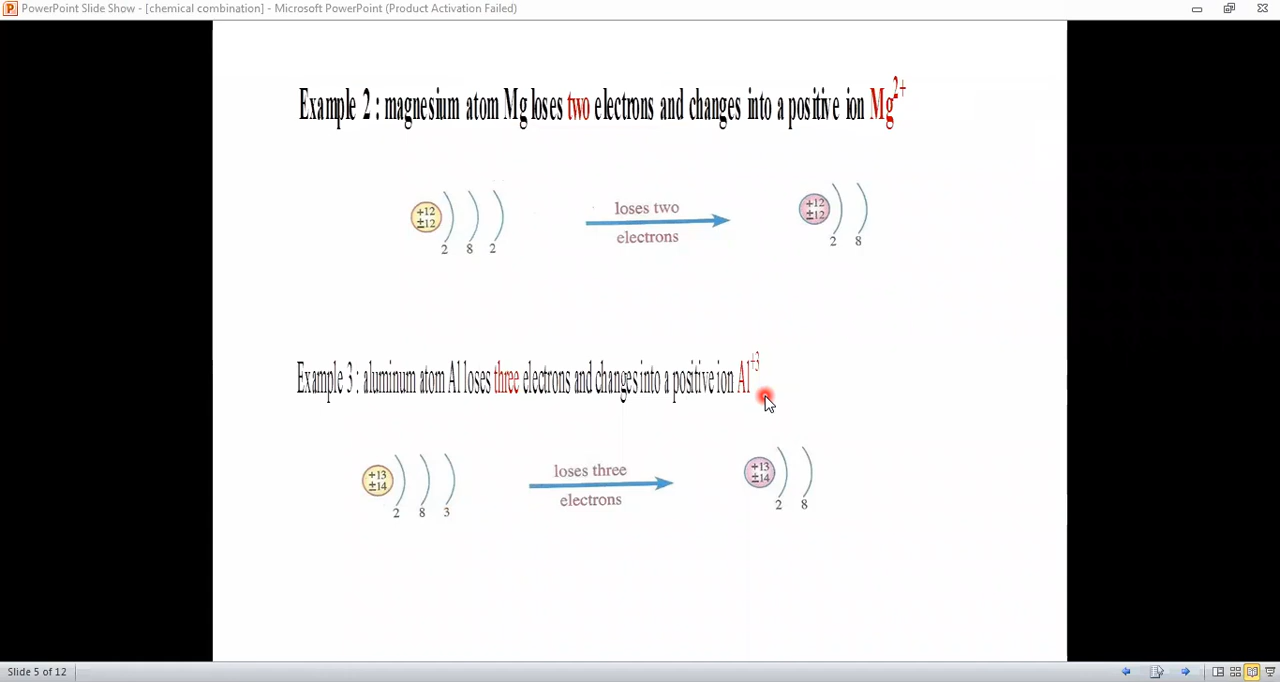 PowerPoint Slide Show - [chemical combination] - Microsoft PowerPoint (Product Activation Failed)
Example 2 : magnesium atom Mg loses two electrons and changes into a positive ion Mg2+
+12
±12
2 8 2
loses two
electrons
+12
±12
2 8
Example 3 : aluminum atom Al loses three electrons and changes into a positive ion Al+3
+13
±14
2 8 3
loses three
electrons
+13
±14
2 8
Slide 5 of 12